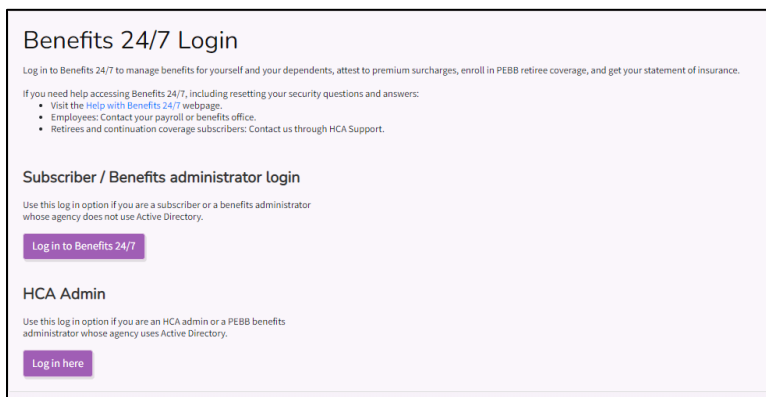 Benefits 24/7 Login
Log in to Benefits 24/7 to manage benefits for yourself and your dependents, attest to premium surcharges, enroll in PEBB retiree coverage, and get your statement of insurance.
If you need help accessing Benefits 24/7, including resetting your security questions and answers:
• Visit the Help with Benefits 24/7 webpage.
• Employees: Contact your payroll or benefits office.
• Retirees and continuation coverage subscribers: Contact us through HCA Support.
Subscriber / Benefits administrator login
Use this log in option if you are a subscriber or a benefits administrator
whose agency does not use Active Directory.
Log in to Benefits 24/7
HCA Admin
Use this log in option if you are an HCA admin or a PEBB benefits
administrator whose agency uses Active Directory.
Log in here